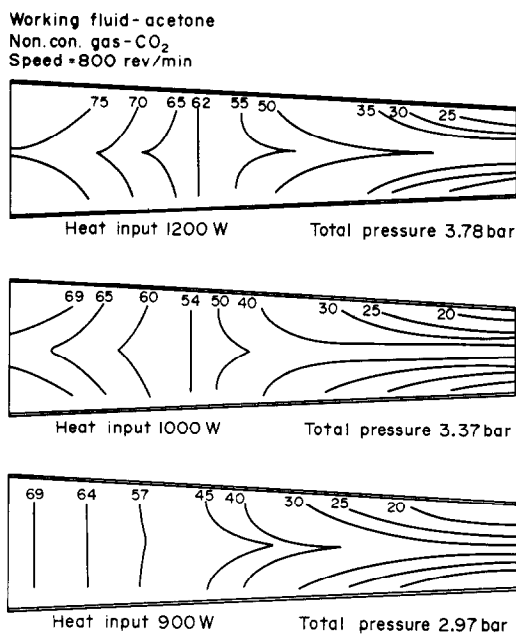 Working fluid-acetone
Non.con. gas-CO₂
Speed = 800 rev/min
75 70 65 62 55 50 35 30 25
Heat input 1200 W Total pressure 3.78 bar
69 65 60 54 50 40 30 25 20
Heat input 1000 W Total pressure 3.37 bar
69 64 57 45 40 30 25 20
Heat input 900 W Total pressure 2.97 bar